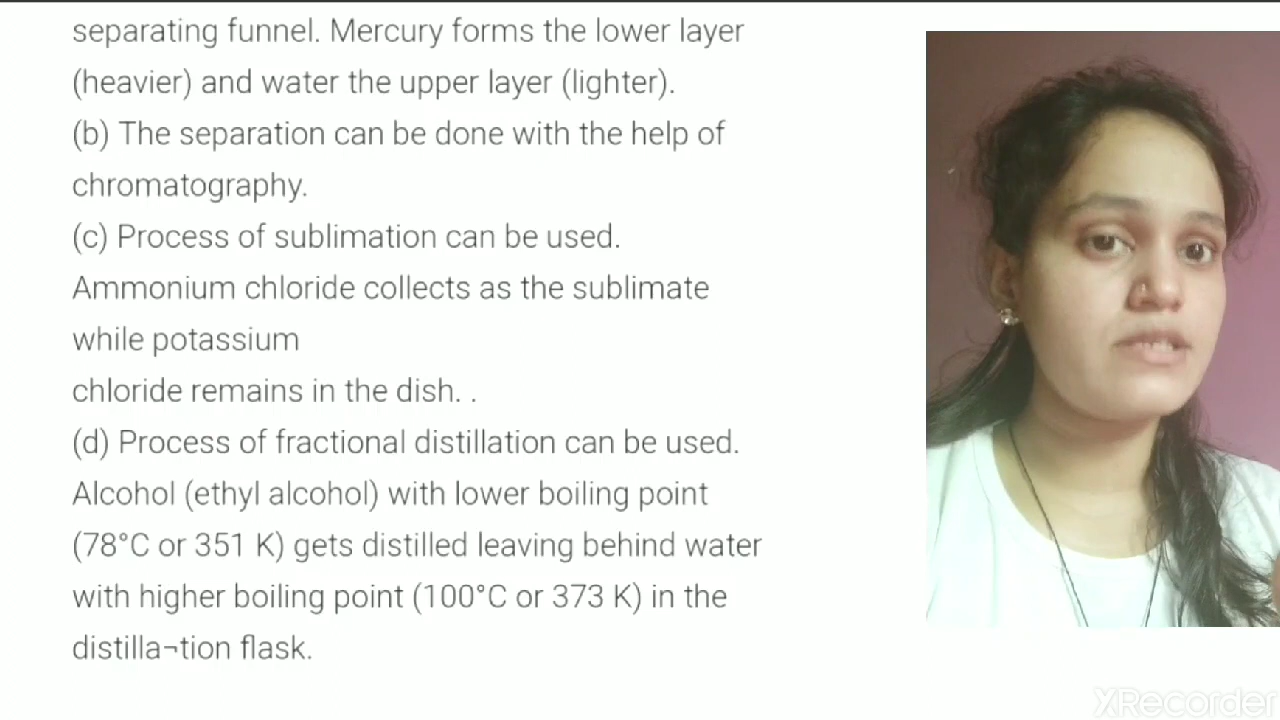 separating funnel. Mercury forms the lower layer
(heavier) and water the upper layer (lighter).
(b) The separation can be done with the help of
chromatography.
(c) Process of sublimation can be used.
Ammonium chloride collects as the sublimate
while potassium
chloride remains in the dish. .
(d) Process of fractional distillation can be used.
Alcohol (ethyl alcohol) with lower boiling point
(78°C or 351 K) gets distilled leaving behind water
with higher boiling point (100°C or 373 K) in the
distilla¬tion flask.
XRecorder